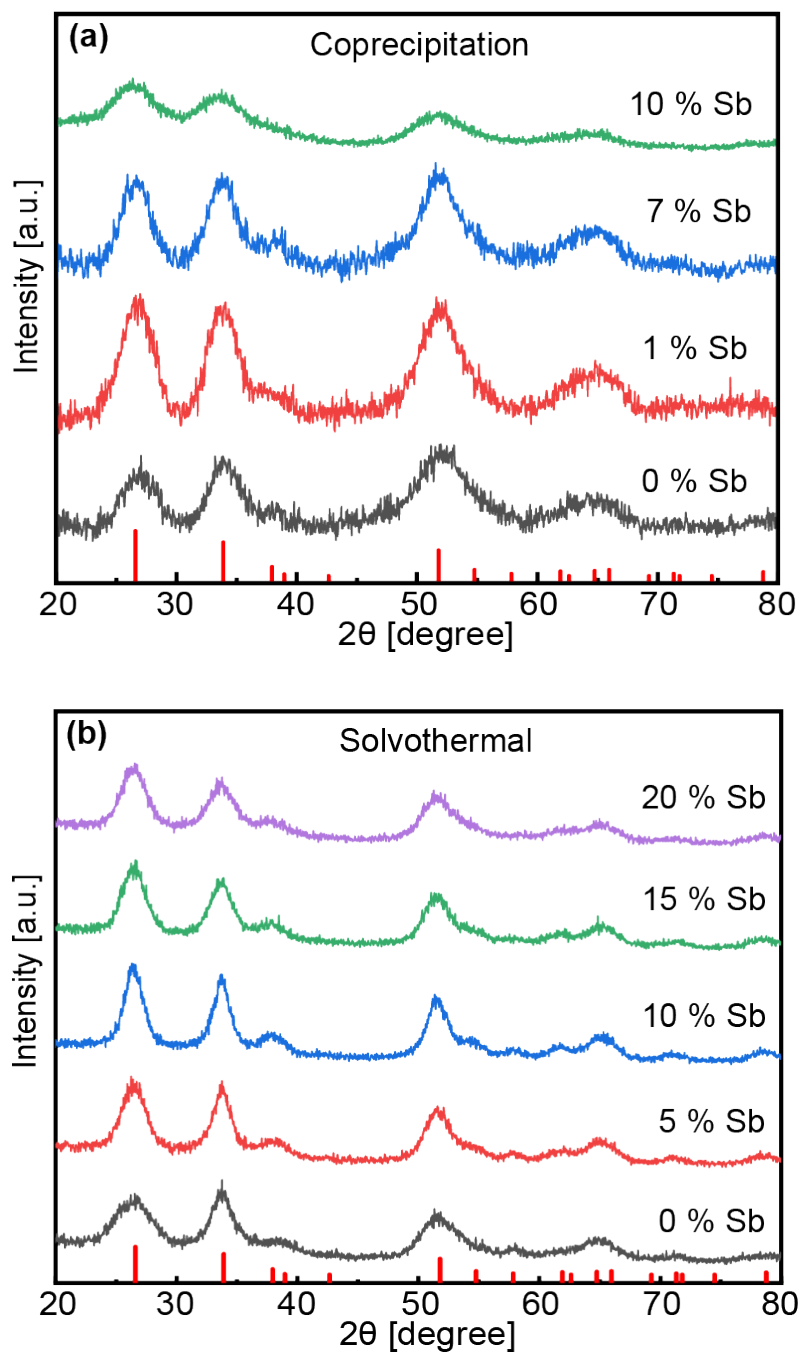 (a)
Coprecipitation
10 % Sb
7 % Sb
1 % Sb
0 % Sb
Intensity [a.u.]
20 30 40 50 60 70 80
2θ [degree]
(b)
Solvothermal
20 % Sb
15 % Sb
10 % Sb
5 % Sb
0 % Sb
Intensity [a.u.]
20 30 40 50 60 70 80
2θ [degree]